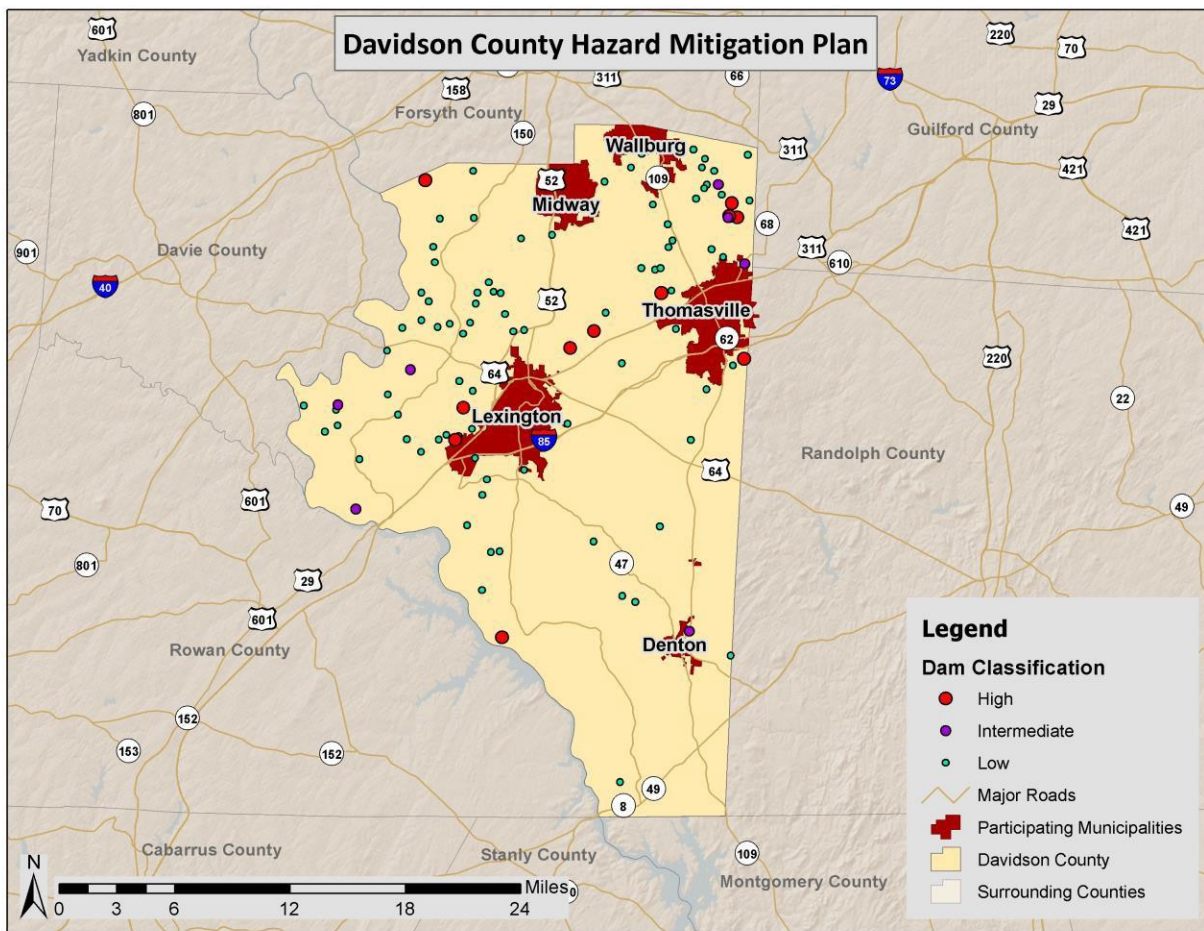 Davidson County Hazard Mitigation Plan
601
Yadkin County
220
70
311
66
73
158
801
29
Forsyth County
150
Guilford County
311
421
Wallburg
52
109
Midway
Davie County
68
421
901
311
610
40
52
Thomasville
62
220
64
22
Lexington
85
Randolph County
64
601
70
49
47
801
29
601
Denton
Rowan County
152
153
152
49
8
Cabarrus County
Stanly County
109
Montgomery County
N
Miles
0 3 6 12 18 24
Legend
Dam Classification
High
Intermediate
Low
Major Roads
Participating Municipalities
Davidson County
Surrounding Counties